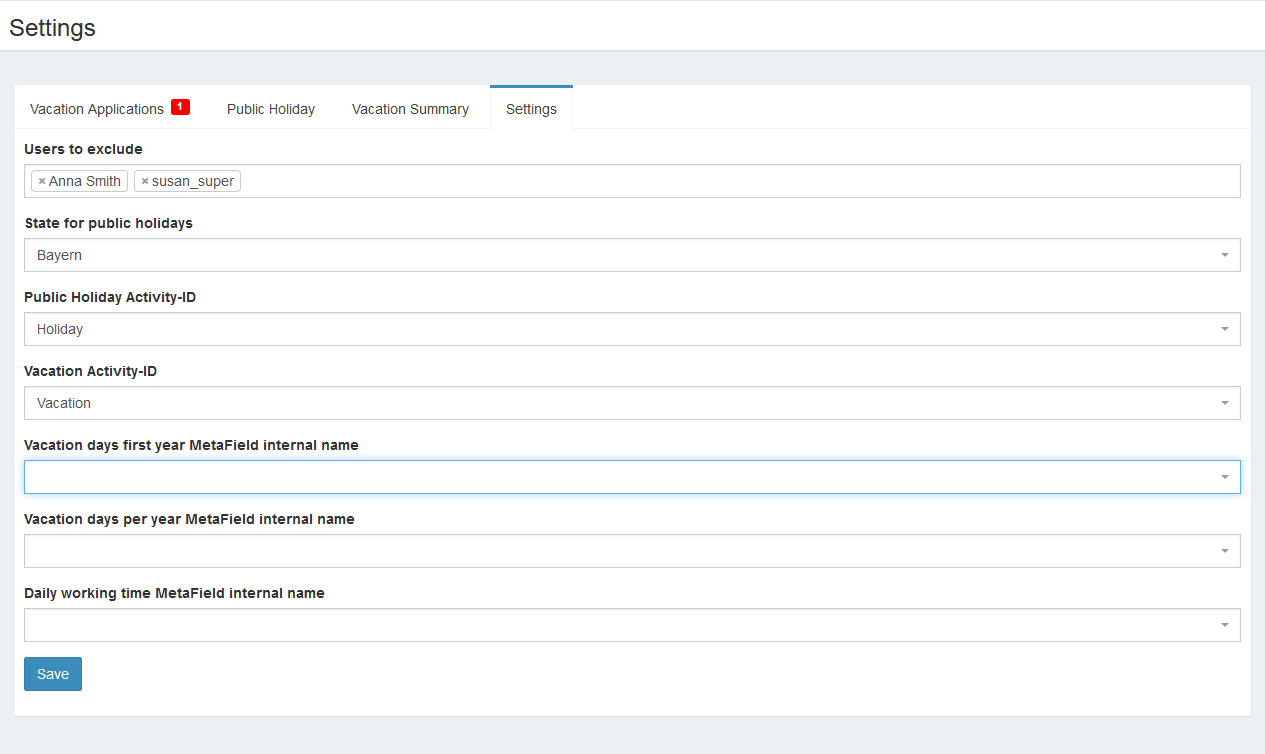 Settings
Vacation Applications 1 Public Holiday Vacation Summary Settings
Users to exclude
× Anna Smith × susan_super
State for public holidays
Bayern
Public Holiday Activity-ID
Holiday
Vacation Activity-ID
Vacation
Vacation days first year MetaField internal name
Vacation days per year MetaField internal name
Daily working time MetaField internal name
Save